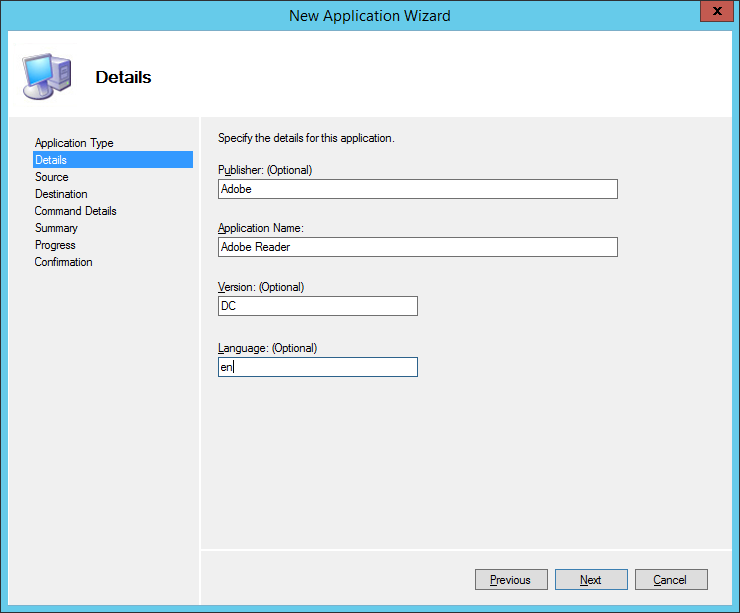 New Application Wizard
x
Details
Application Type
Details
Source
Destination
Command Details
Summary
Progress
Confirmation
Specify the details for this application.
Publisher: (Optional)
Adobe
Application Name:
Adobe Reader
Version: (Optional)
DC
Language: (Optional)
en
Previous Next Cancel